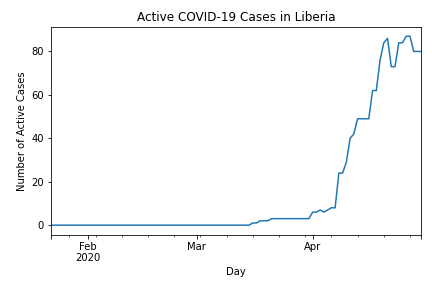 Active COVID-19 Cases in Liberia
Number of Active Cases
80
60
40
20
0
Feb
2020
Mar
Apr
Day